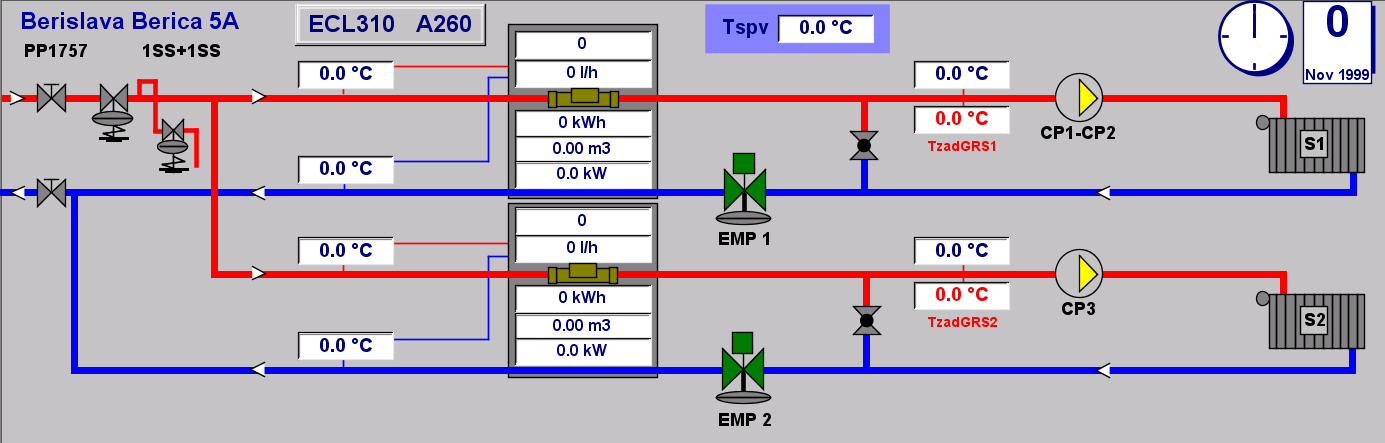 Berislava Berica 5A
PP1757
1SS+1SS
ECL310 A260
Tspv
0.0 °C
0
Nov 1999
0.0 °C
0.0 °C
0
0 l/h
0 kWh
0.00 m3
0.0 kW
0.0 °C
0.0 °C
TzadGRS1
CP1-CP2
S1
EMP 1
0.0 °C
0.0 °C
0
0 l/h
0 kWh
0.00 m3
0.0 kW
0.0 °C
0.0 °C
TzadGRS2
CP3
S2
EMP 2